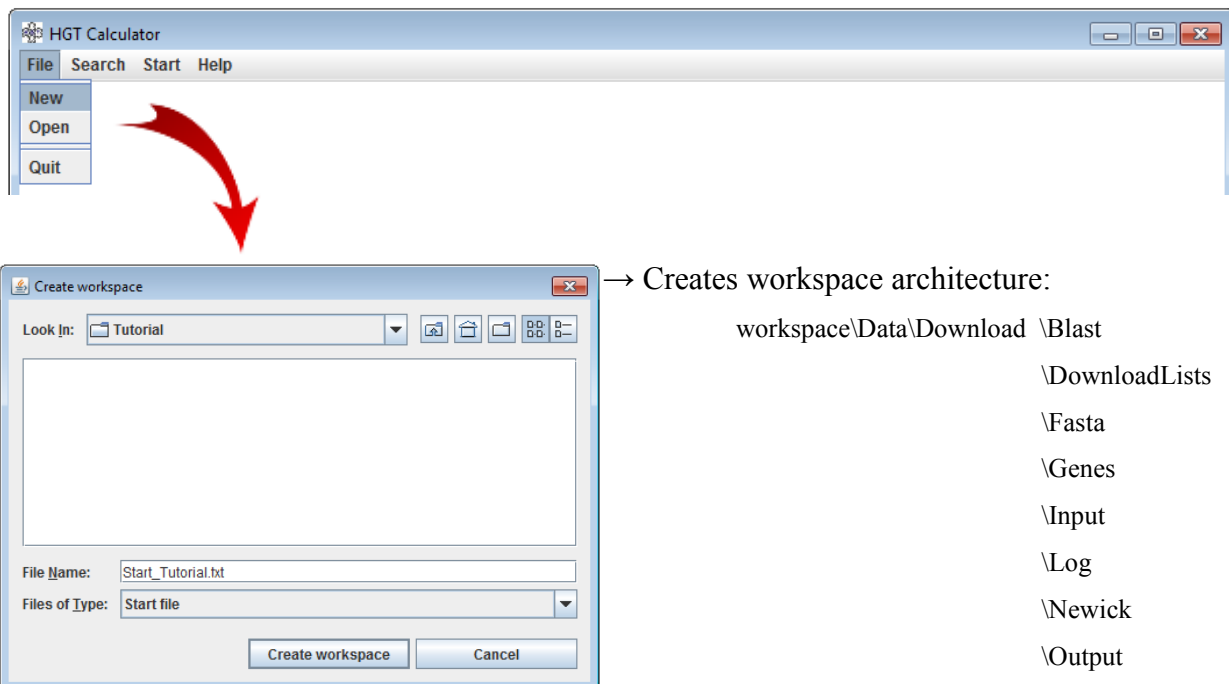 HGT Calculator
File Search Start Help
New
Open
Quit
Create workspace
Look In: Tutorial
File Name: Start_Tutorial.txt
Files of Type: Start file
Create workspace Cancel
→ Creates workspace architecture:
workspace\Data\Download \Blast
\DownloadLists
\Fasta
\Genes
\Input
\Log
\Newick
\Output